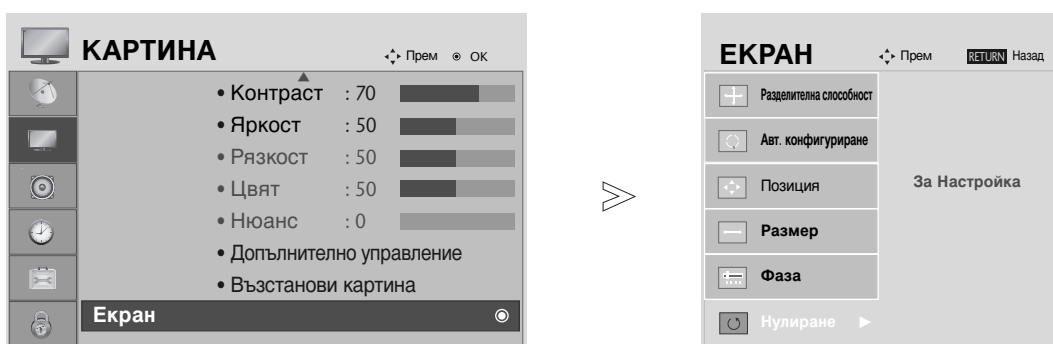 КАРТИНА
Прем OK
• Контраст : 70
• Яркост : 50
• Рязкост : 50
• Цвят : 50
• Нюанс : 0
• Допълнително управление
• Възстанови картина
Екран
ЕКРАН
Прем RETURN Назад
Разделителна способност
Авт. конфигуриране
Позиция
Размер
Фаза
Нулиране ►
За Настройка